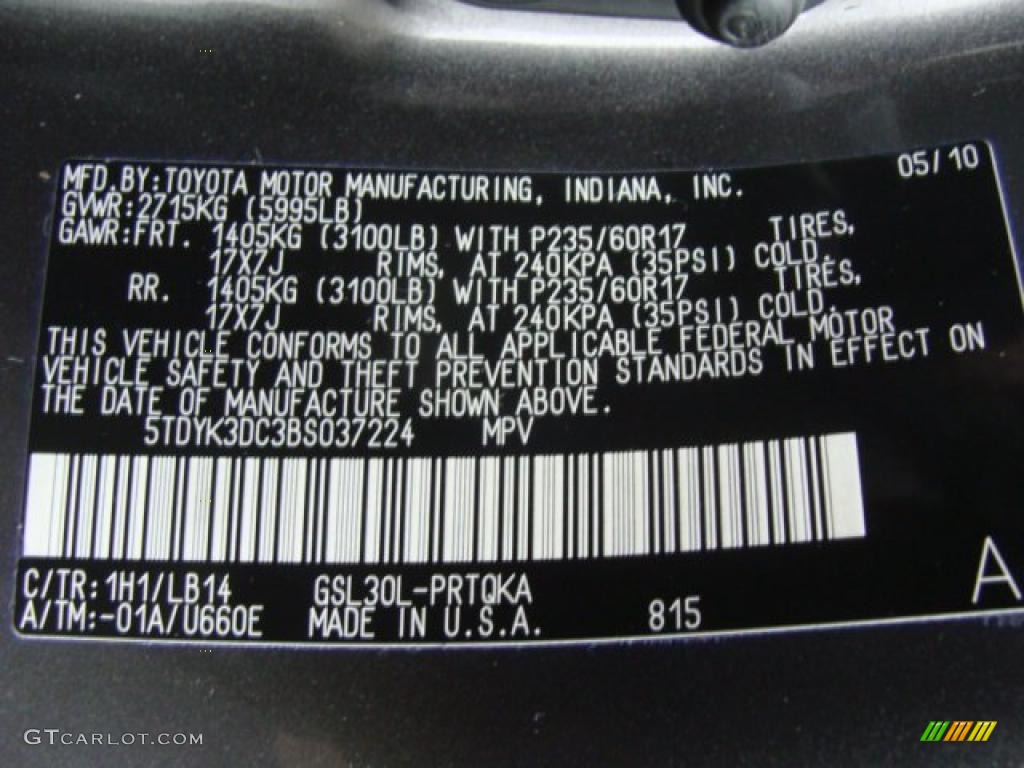 05/10
MFD.BY:TOYOTA MOTOR MANUFACTURING, INDIANA, INC.
GVWR:2715KG (5995LB)
GAWR:FRT. 1405KG (3100LB) WITH P235/60R17 TIRES,
17X7J RIMS, AT 240KPA (35PSI) COLD.
RR. 1405KG (3100LB) WITH P235/60R17 TIRES,
17X7J RIMS, AT 240KPA (35PSI) COLD.
THIS VEHICLE CONFORMS TO ALL APPLICABLE FEDERAL MOTOR
VEHICLE SAFETY AND THEFT PREVENTION STANDARDS IN EFFECT ON
THE DATE OF MANUFACTURE SHOWN ABOVE.
5TDYK3DC3BS037224 MPV
C/TR:1H1/LB14 GSL30L-PRTQKA
A/TM:-01A/U660E MADE IN U.S.A. 815
A
GTCARLOT.COM